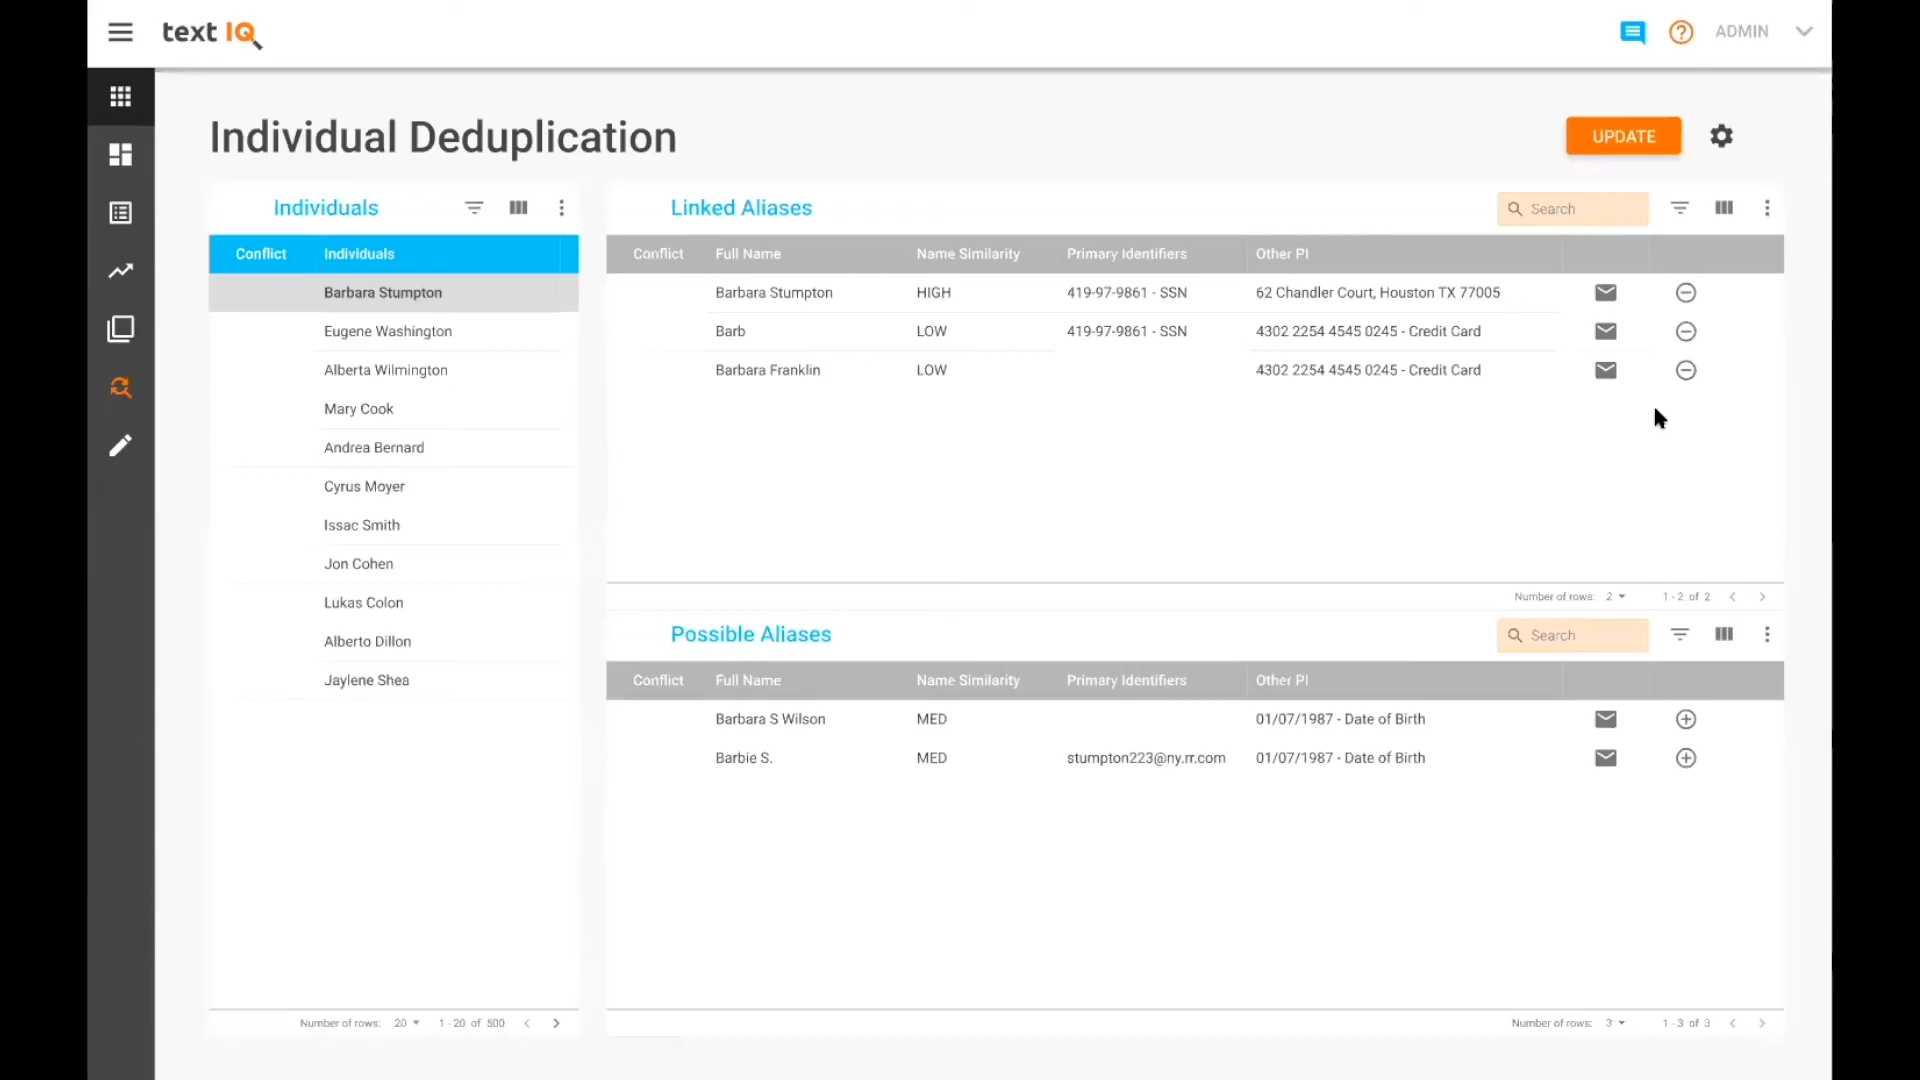 text IQ
? ADMIN
Individual Deduplication
UPDATE
Individuals
Conflict Individuals
Barbara Stumpton
Eugene Washington
Alberta Wilmington
Mary Cook
Andrea Bernard
Cyrus Moyer
Issac Smith
Jon Cohen
Lukas Colon
Alberto Dillon
Jaylene Shea
Number of rows: 20 1 - 20 of 500
Linked Aliases Search
Conflict Full Name Name Similarity Primary Identifiers Other PI
Barbara Stumpton HIGH 419-97-9861 - SSN 62 Chandler Court, Houston TX 77005
Barb LOW 419-97-9861 - SSN 4302 2254 4545 0245 - Credit Card
Barbara Franklin LOW 4302 2254 4545 0245 - Credit Card
Number of rows: 2 1 - 2 of 2
Possible Aliases Search
Conflict Full Name Name Similarity Primary Identifiers Other PI
Barbara S Wilson MED 01/07/1987 - Date of Birth
Barbie S. MED stumpton223@ny.rr.com 01/07/1987 - Date of Birth
Number of rows: 3 1 - 3 of 3